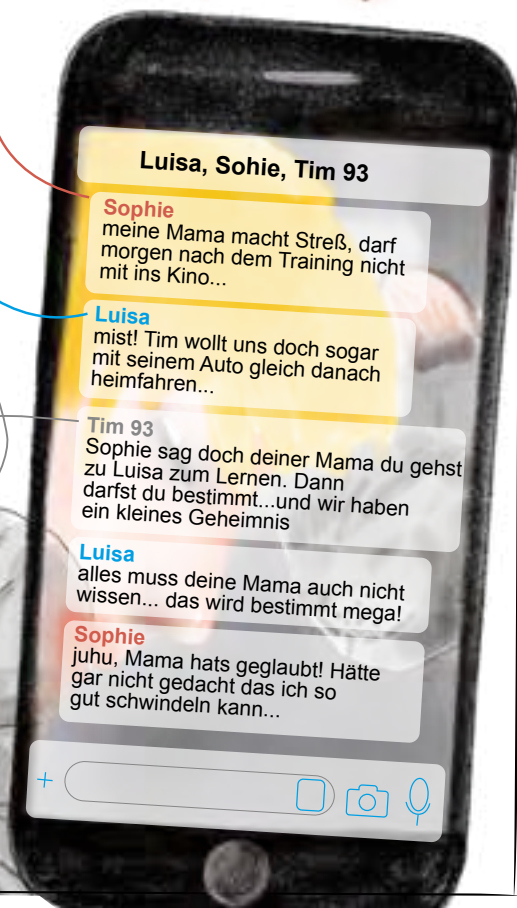 Luisa, Sohie, Tim 93
Sophie
meine Mama macht Streß, darf
morgen nach dem Training nicht
mit ins Kino...
Luisa
mist! Tim wollt uns doch sogar
mit seinem Auto gleich danach
heimfahren...
Tim 93
Sophie sag doch deiner Mama du gehst
zu Luisa zum Lernen. Dann
darfst du bestimmt...und wir haben
ein kleines Geheimnis
Luisa
alles muss deine Mama auch nicht
wissen... das wird bestimmt mega!
Sophie
juhu, Mama hats geglaubt! Hätte
gar nicht gedacht das ich so
gut schwindeln kann...